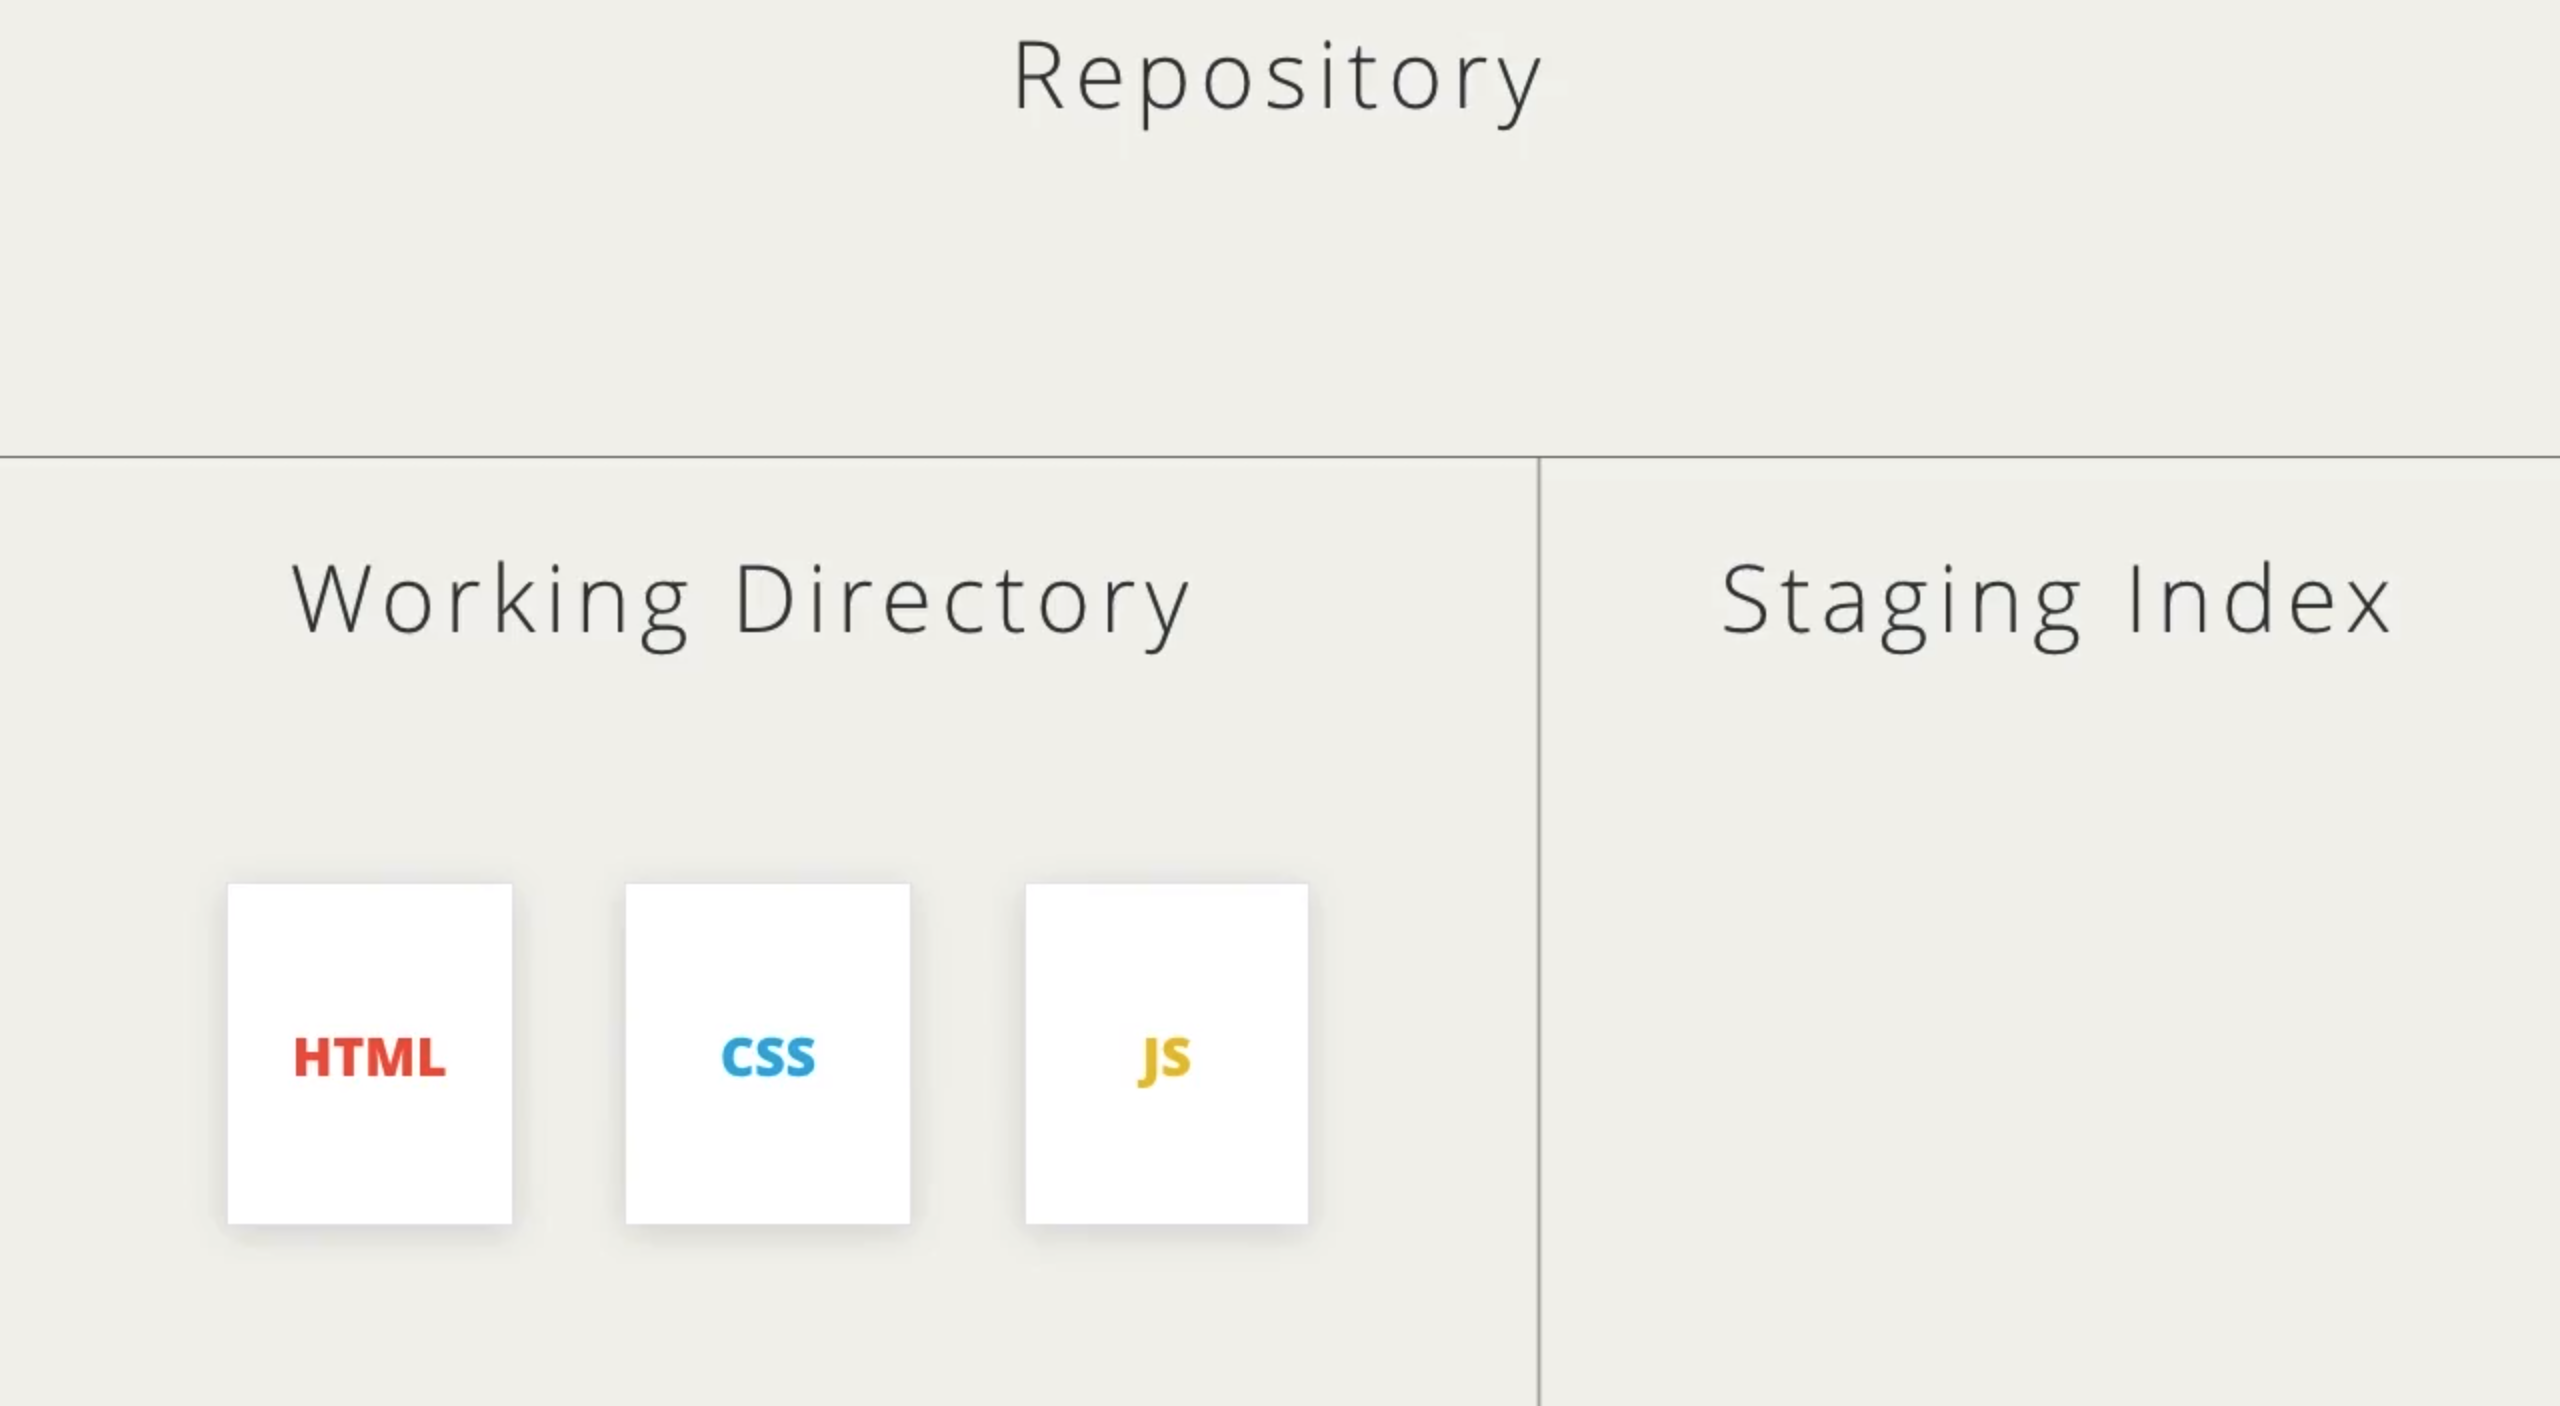 Repository
Working Directory
Staging Index
HTML
CSS
JS